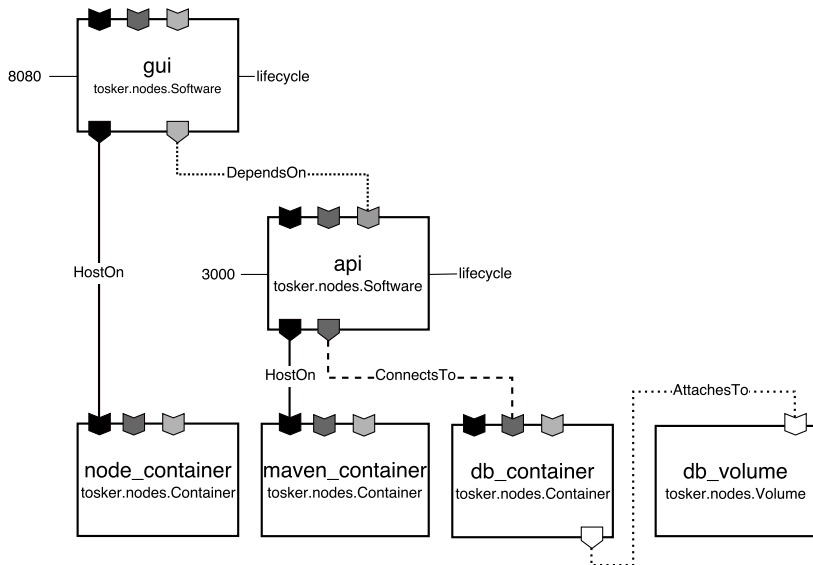 gui
8080
lifecycle
tosker.nodes.Software
DependsOn
api
HostOn
3000
lifecycle
tosker.nodes.Software
HostOn
ConnectsTo
AttachesTo
node_container
maven_container
db_container
db_volume
tosker.nodes.Container
tosker.nodes.Container
tosker.nodes.Container
tosker.nodes.Volume